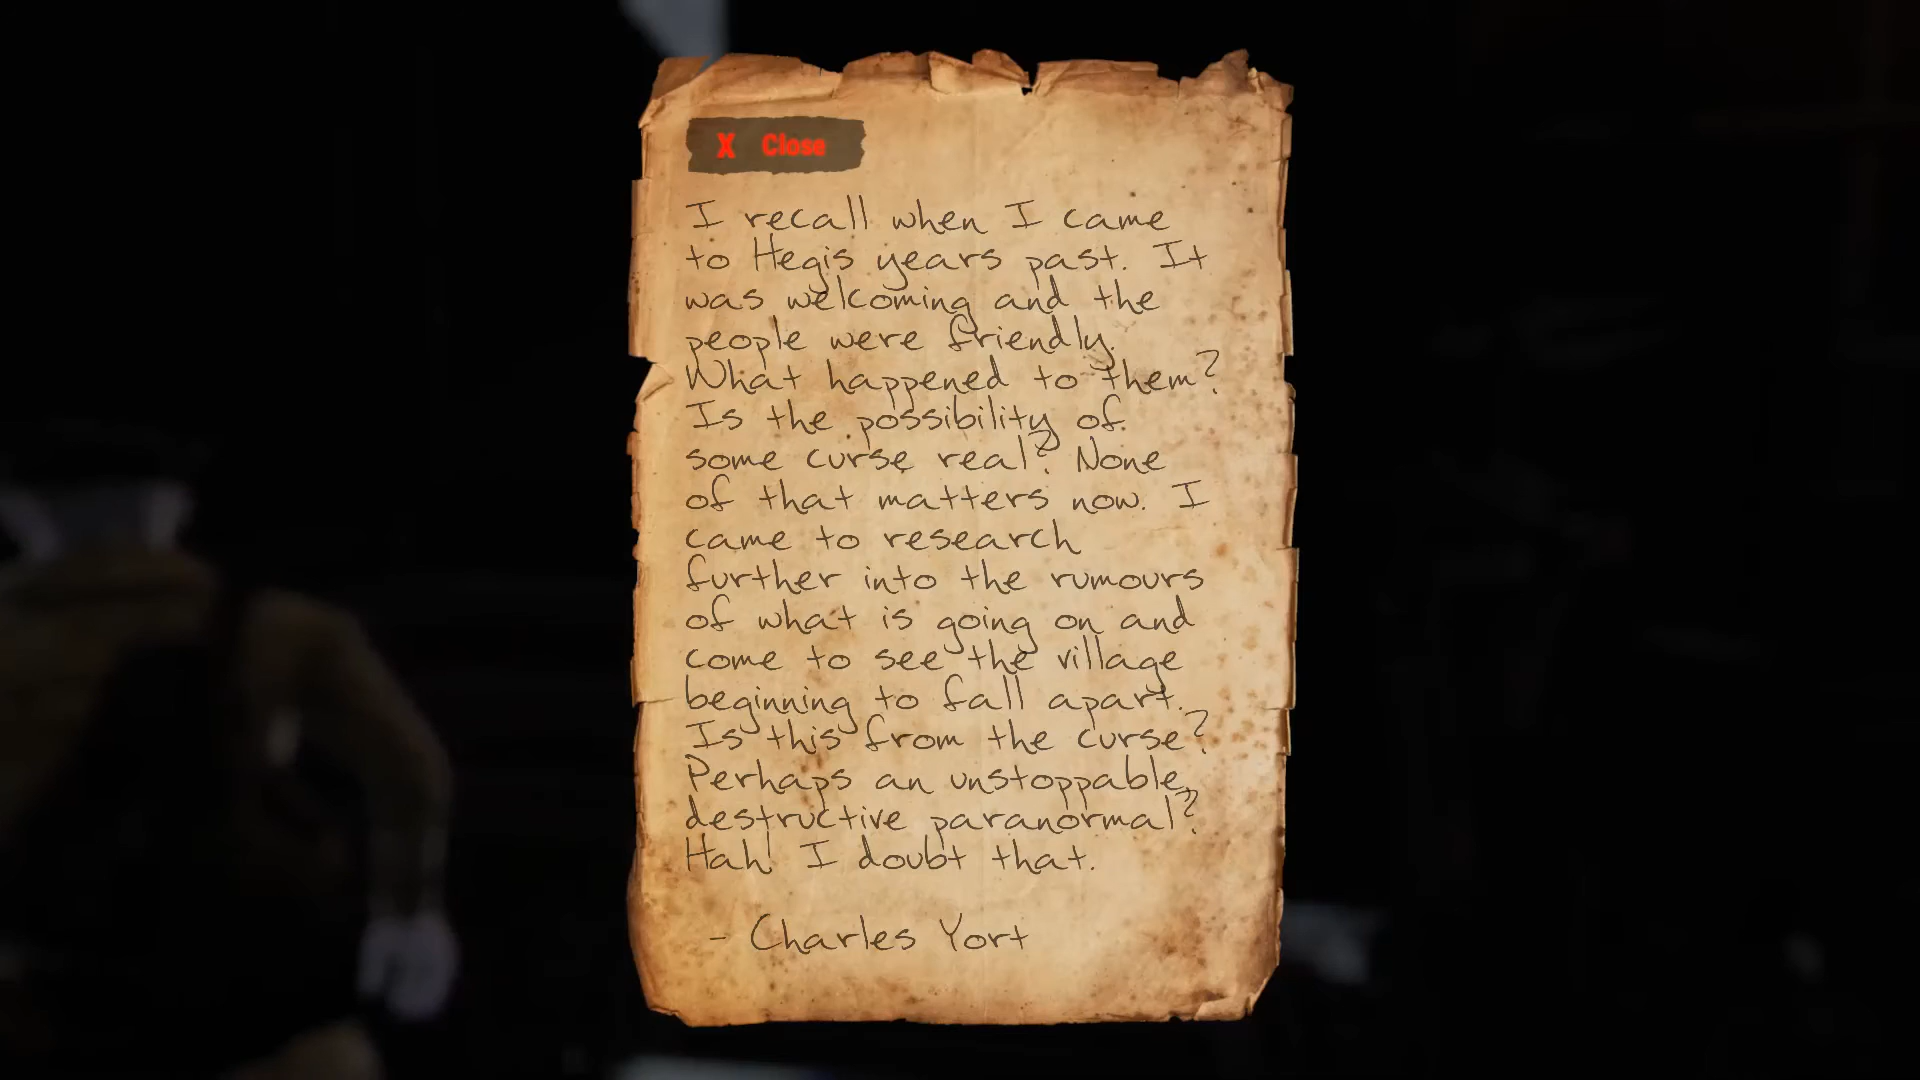 X Close
I recall when I came
to Hegis years past. It
was welcoming and the
people were friendly.
What happened to them?
Is the possibility of
some curse real? None
of that matters now. I
came to research
further into the rumours
of what is going on and
come to see the village
beginning to fall apart.
Is this from the curse?
Perhaps an unstoppable,
destructive paranormal?
Hah! I doubt that.
- Charles Yort